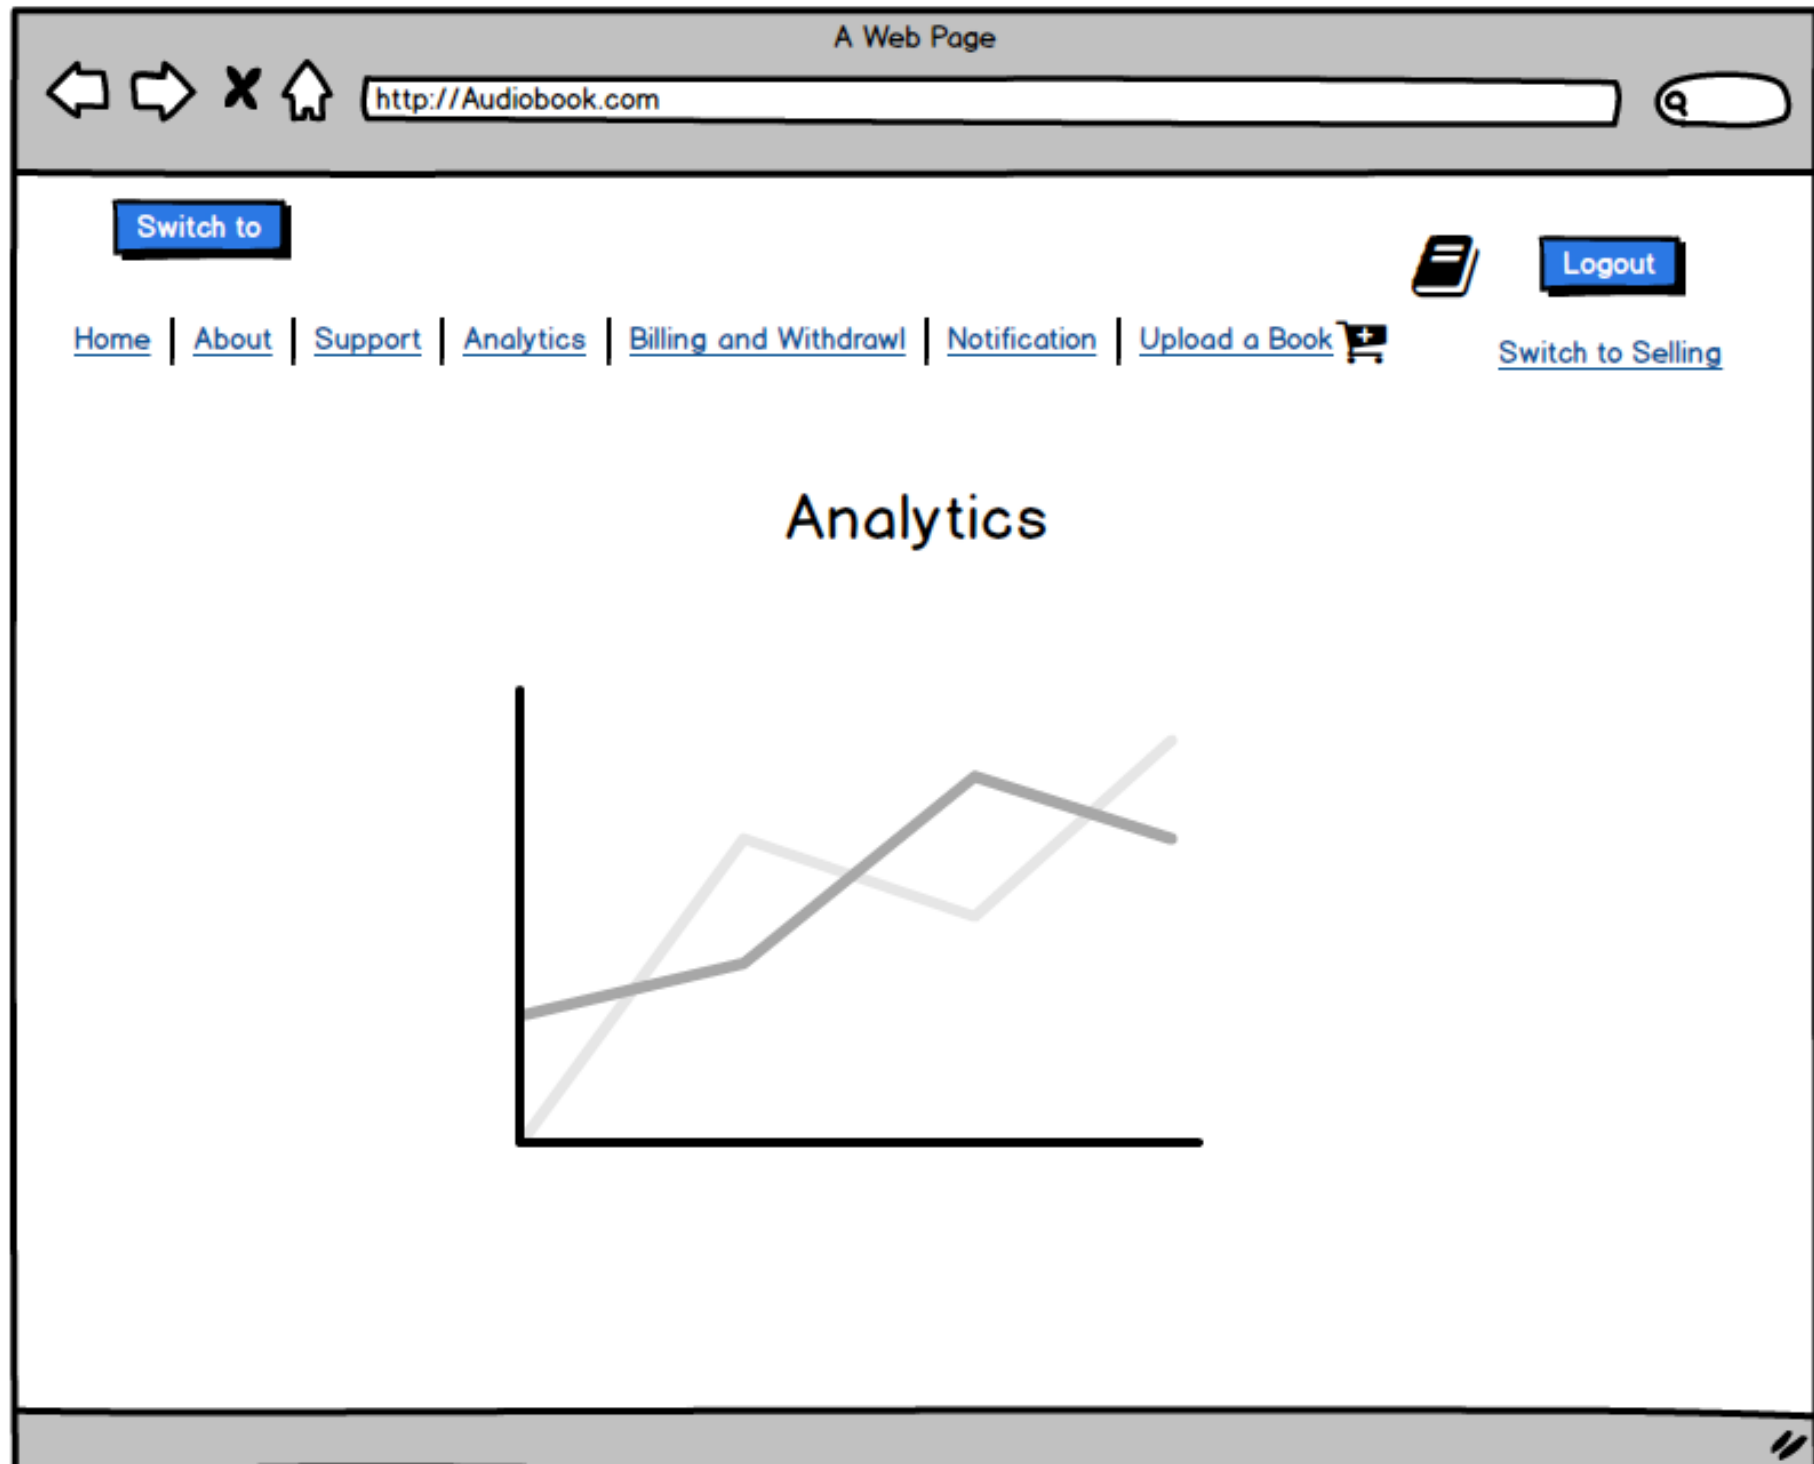 A Web Page
http://Audiobook.com
Switch to
Logout
Home About Support Analytics Billing and Withdrawl Notification Upload a Book
Switch to Selling
Analytics